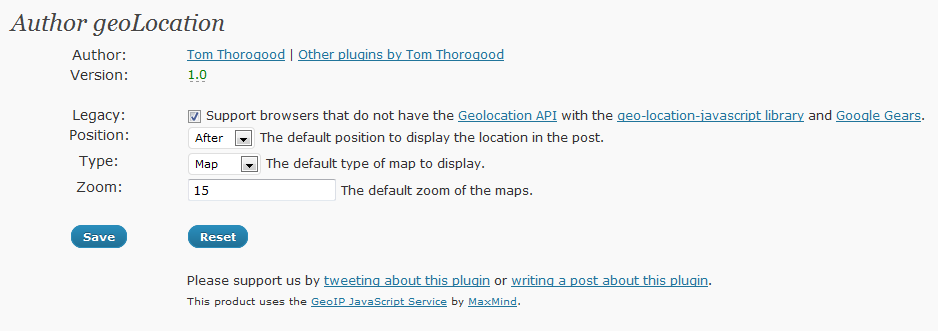 Author geoLocation
Author: Tom Thorogood | Other plugins by Tom Thorogood
Version: 1.0
Legacy: Support browsers that do not have the Geolocation API with the geo-location-javascript library and Google Gears.
Position: After The default position to display the location in the post.
Type: Map The default type of map to display.
Zoom: 15 The default zoom of the maps.
Save Reset
Please support us by tweeting about this plugin or writing a post about this plugin.
This product uses the GeoIP JavaScript Service by MaxMind.